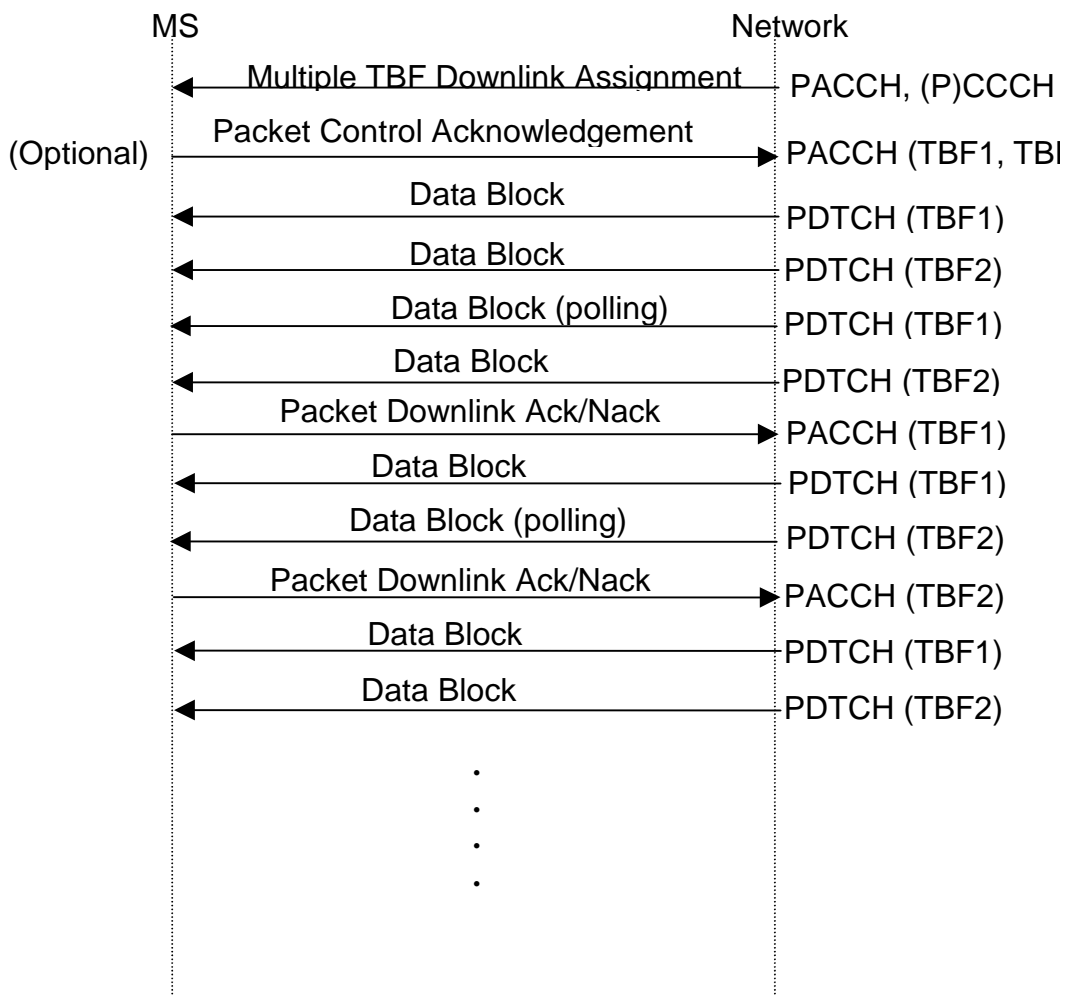 MS Network
Multiple TBF Downlink Assignment PACCH, (P)CCCH
(Optional) Packet Control Acknowledgement PACCH (TBF1,
Data Block PDTCH (TBF1)
Data Block PDTCH (TBF2)
Data Block (polling) PDTCH (TBF1)
Data Block PDTCH (TBF2)
Packet Downlink Ack/Nack PACCH (TBF1)
Data Block PDTCH (TBF1)
Data Block (polling) PDTCH (TBF2)
Packet Downlink Ack/Nack PACCH (TBF2)
Data Block PDTCH (TBF1)
Data Block PDTCH (TBF2)